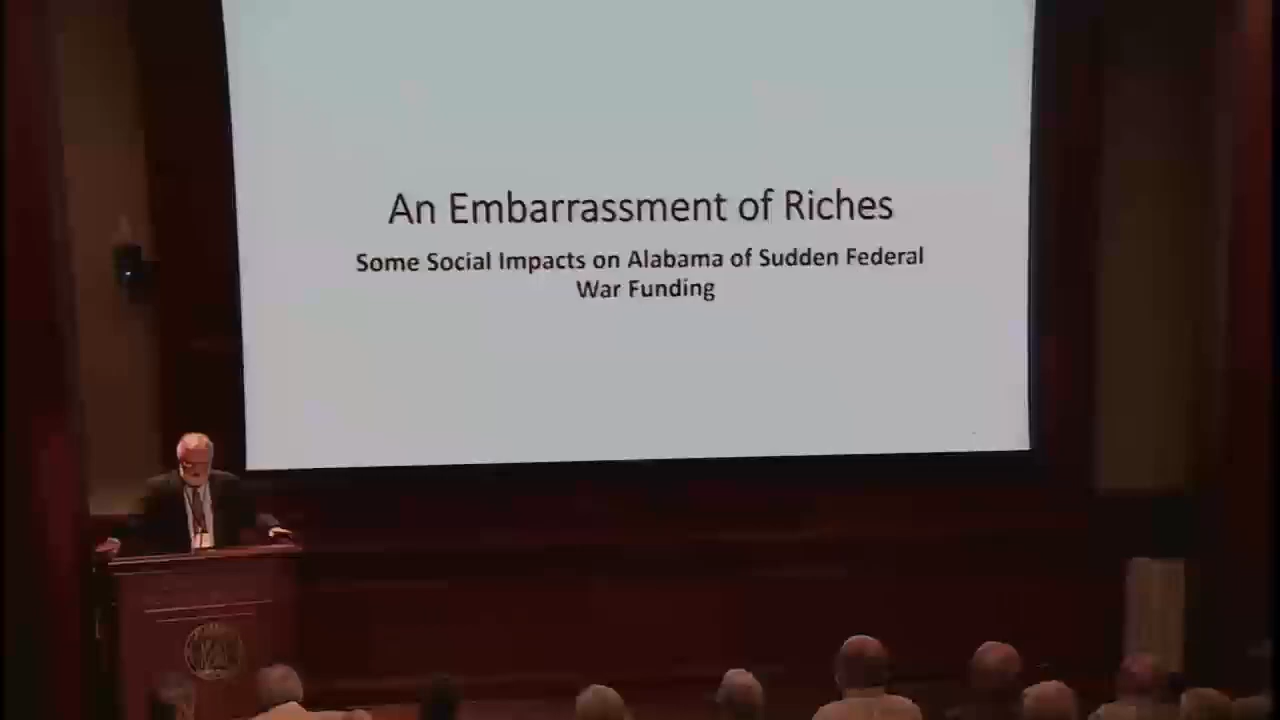 An Embarrassment of Riches
Some Social Impacts on Alabama of Sudden Federal
War Funding